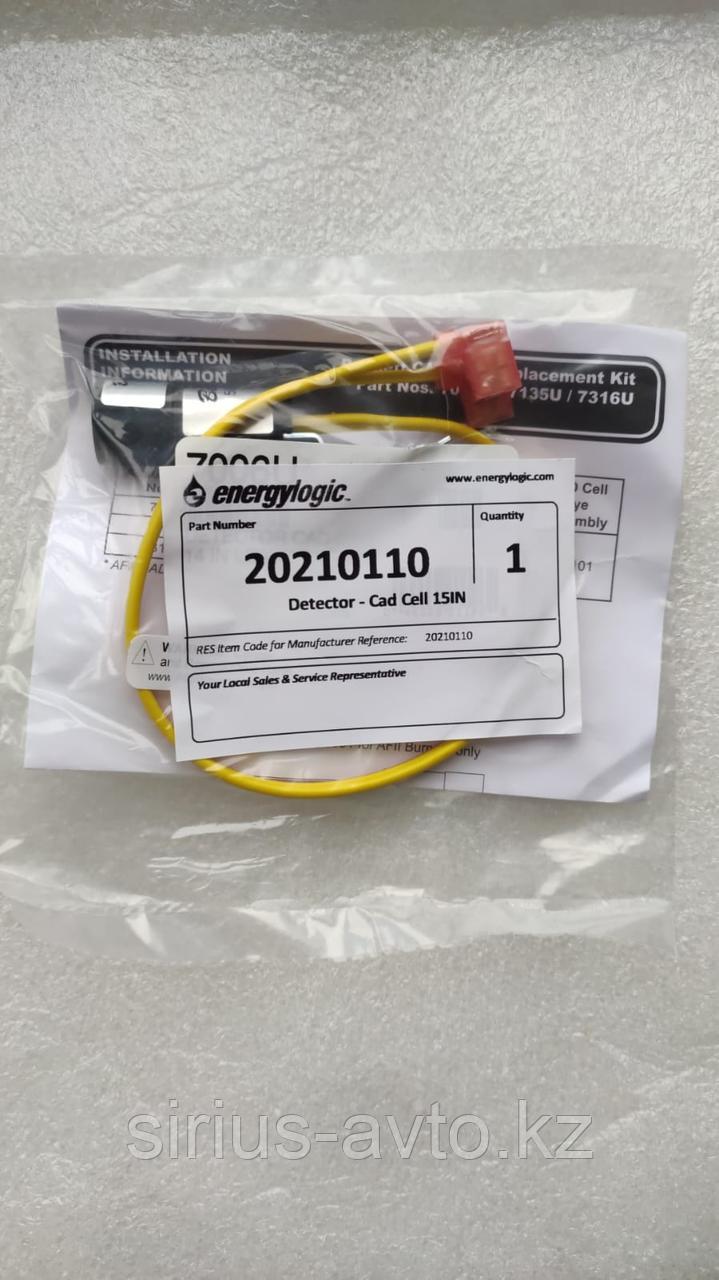 INSTALLATION
INFORMATION
placement Kit
Part Nos.
7135U / 7316U
Cell
energylogic
www.energylogic.com
Part Number
Quantity
20210110
1
Detector - Cad Cell 15IN
RES Item Code for Manufacturer Reference: 20210110
Your Local Sales & Service Representative
sirius-avto.kz